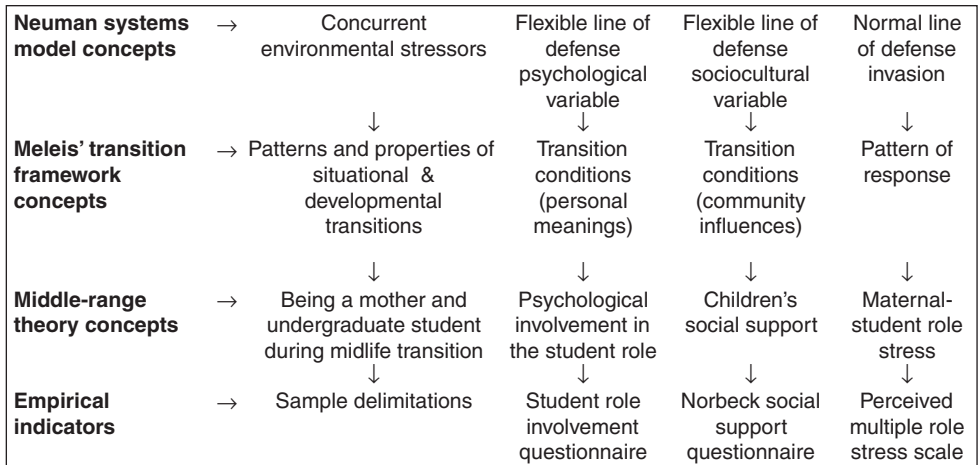 Neuman systems → Concurrent Flexible line of Flexible line of Normal line
model concepts environmental stressors defense defense of defense
psychological sociocultural invasion
variable variable
↓ ↓ ↓ ↓
Meleis’ transition → Patterns and properties of Transition Transition Pattern of
framework situational & conditions conditions response
concepts developmental (personal (community
transitions meanings) influences)
↓ ↓ ↓ ↓
Middle-range → Being a mother and Psychological Children’s Maternal-
theory concepts undergraduate student involvement in social support student role
during midlife transition the student role stress
↓ ↓ ↓ ↓
Empirical → Sample delimitations Student role Norbeck social Perceived
indicators involvement support multiple role
questionnaire questionnaire stress scale